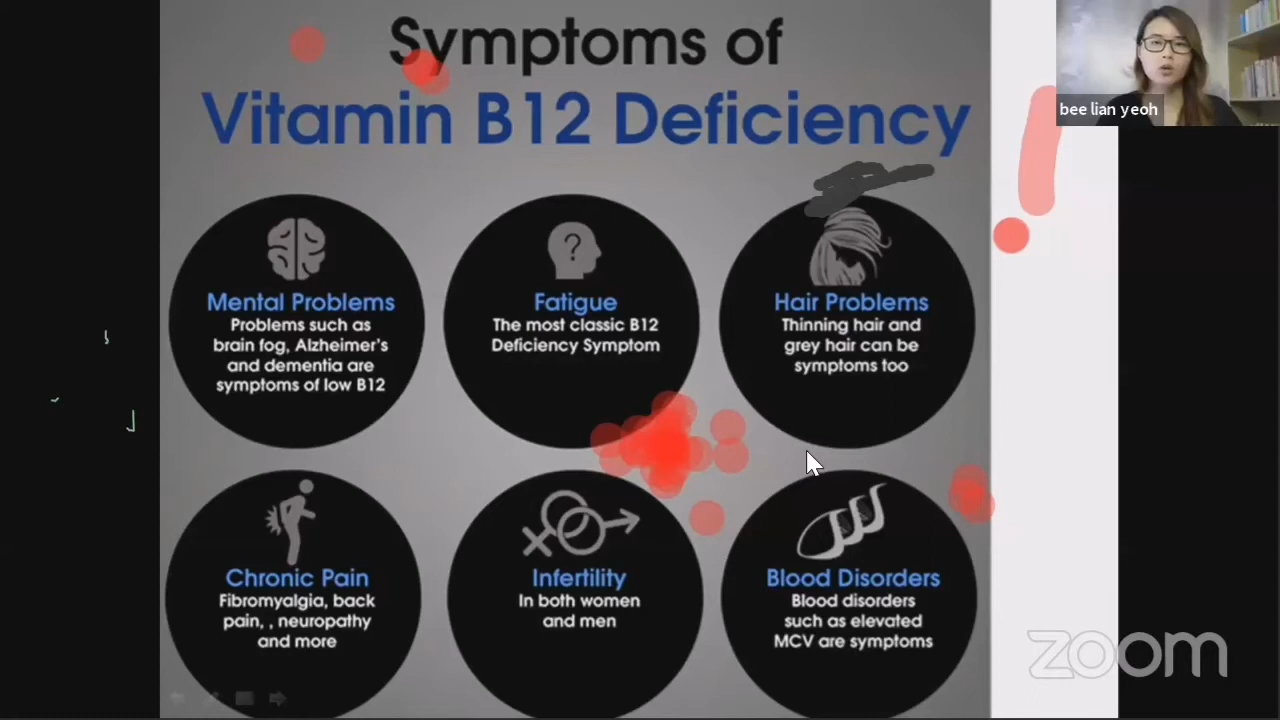 Symptoms of
Vitamin B12 Deficiency
bee lian yeoh
Mental Problems
Problems such as
brain fog, Alzheimer's
and dementia are
symptoms of low B12
Fatigue
The most classic B12
Deficiency Symptom
Hair Problems
Thinning hair and
grey hair can be
symptoms too
Chronic Pain
Fibromyalgia, back
pain, , neuropathy
and more
Infertility
In both women
and men
Blood Disorders
Blood disorders
such as elevated
MCV are symptoms
zoom